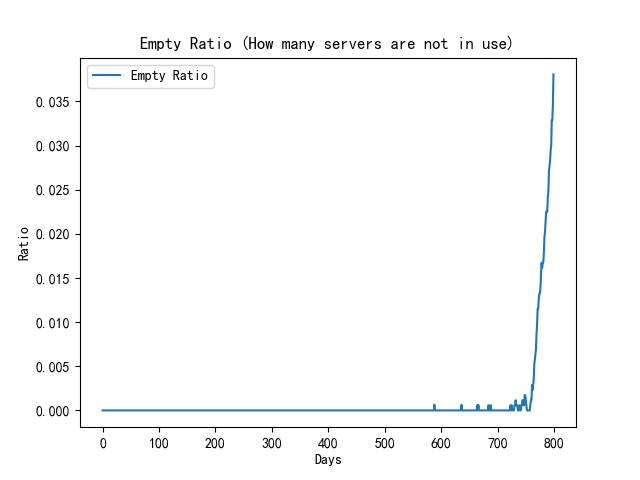 Empty Ratio (How many servers are not in use)
Empty Ratio
0.035
0.030
0.025
0.020
0.015
0.010
0.005
0.000
Ratio
0 100 200 300 400 500 600 700 800
Days